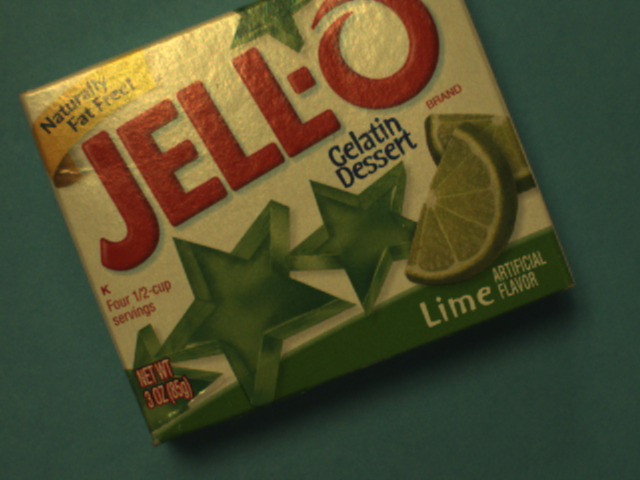 Naturally
Fat Free!
JELL-O
BRAND
Gelatin
Dessert
K
Four 1/2-cup
servings
Lime
ARTIFICIAL
FLAVOR
NET WT
3 OZ (85g)